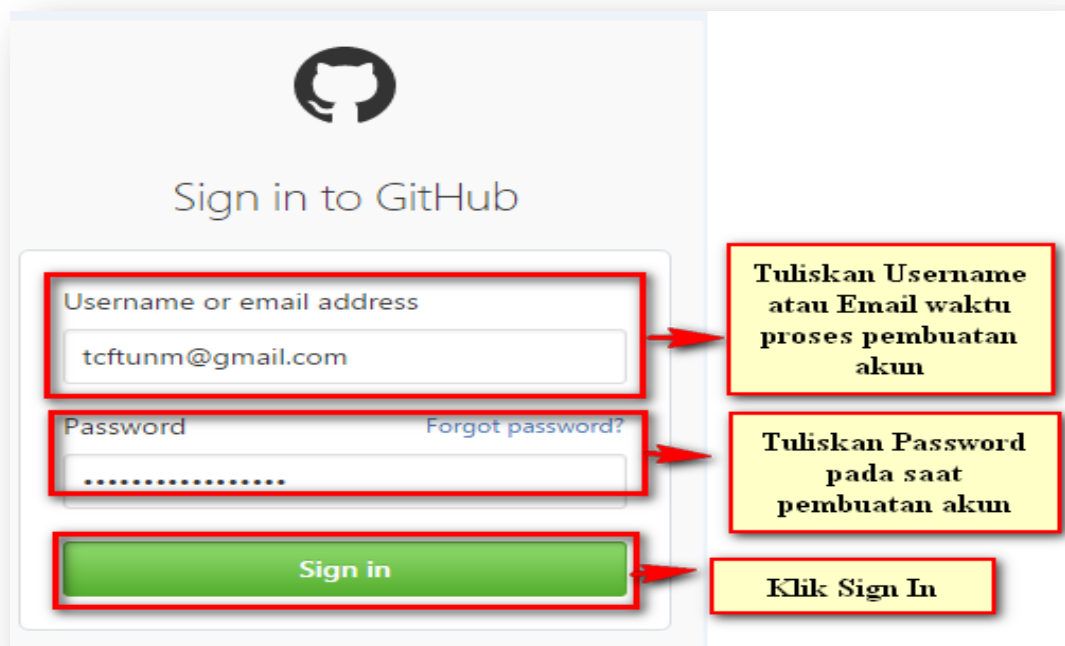 Sign in to GitHub
Username or email address
tcftunm@gmail.com
Tuliskan Username
atau Email waktu
proses pembuatan
akun
Password Forgot password?
••••••••••••••••••
Tuliskan Password
pada saat
pembuatan akun
Sign in
Klik Sign In